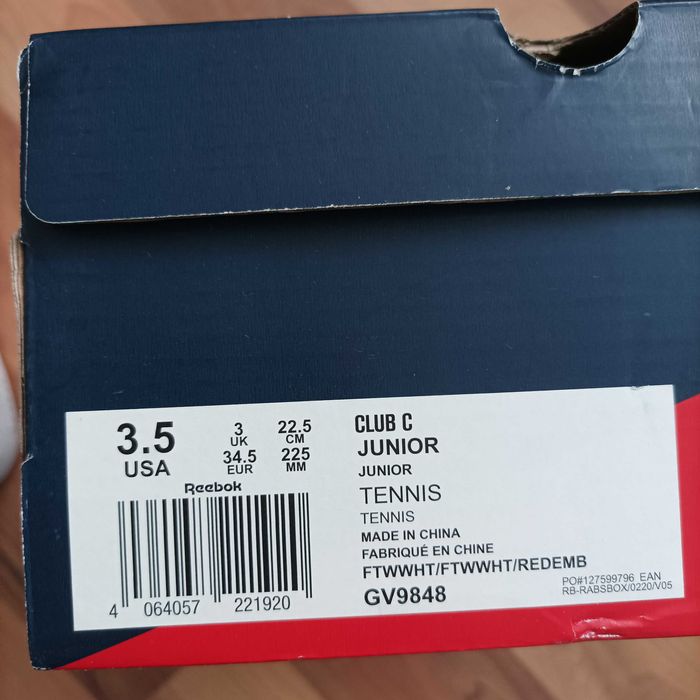 3.5
USA
3
UK
34.5
EUR
22.5
CM
225
MM
Reebok
4 064057 221920
CLUB C
JUNIOR
JUNIOR
TENNIS
TENNIS
MADE IN CHINA
FABRIQUÉ EN CHINE
FTWWHT/FTWWHT/REDEMB
GV9848
PO#127599796 EAN
RB-RABSBOX/0220/V05